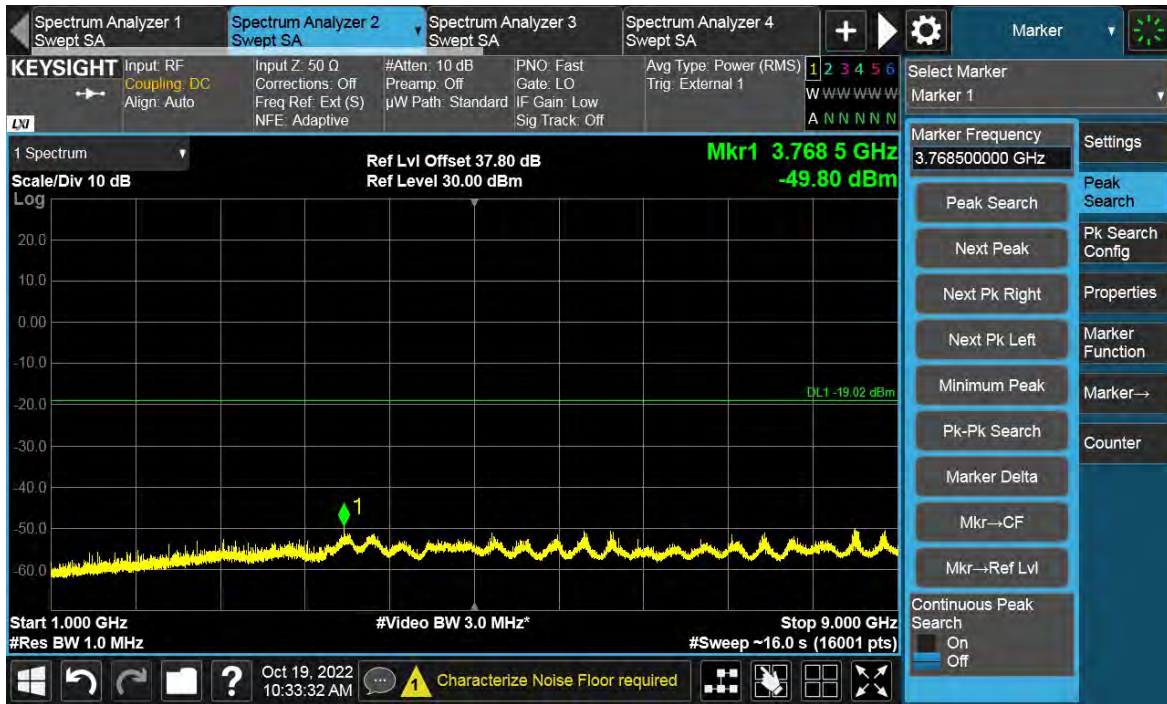 Spectrum Analyzer 1
Swept SA
Spectrum Analyzer 2
Swept SA
Spectrum Analyzer 3
Swept SA
Spectrum Analyzer 4
Swept SA
+
Marker
KEYSIGHT
LXI
Input: RF
Coupling: DC
Align: Auto
Input Z: 50 Ω
Corrections: Off
Freq Ref: Ext (S)
NFE: Adaptive
#Atten: 10 dB
Preamp: Off
µW Path: Standard
PNO: Fast
Gate: LO
IF Gain: Low
Sig Track: Off
Avg Type: Power (RMS)
Trig: External 1
1 2 3 4 5 6
W W W W W W
A N N N N N
Select Marker
Marker 1
1 Spectrum
Scale/Div 10 dB
Log
Ref Lvl Offset 37.80 dB
Ref Level 30.00 dBm
Mkr1 3.768 5 GHz
-49.80 dBm
20.0
10.0
0.00
-10.0
-20.0
-30.0
-40.0
-50.0
-60.0
DL1 -19.02 dBm
1
Start 1.000 GHz
#Res BW 1.0 MHz
#Video BW 3.0 MHz*
Stop 9.000 GHz
#Sweep ~16.0 s (16001 pts)
Marker Frequency
3.768500000 GHz
Peak Search
Next Peak
Next Pk Right
Next Pk Left
Minimum Peak
Pk-Pk Search
Marker Delta
Mkr→CF
Mkr→Ref Lvl
Continuous Peak
Search
On
Off
Settings
Peak
Search
Pk Search
Config
Properties
Marker
Function
Marker→
Counter
?
Oct 19, 2022
10:33:32 AM
1
Characterize Noise Floor required